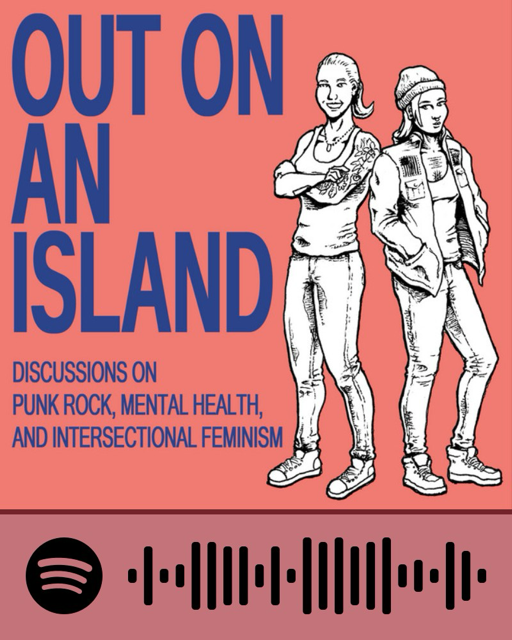 OUT ON
AN
ISLAND
DISCUSSIONS ON
PUNK ROCK, MENTAL HEALTH,
AND INTERSECTIONAL FEMINISM